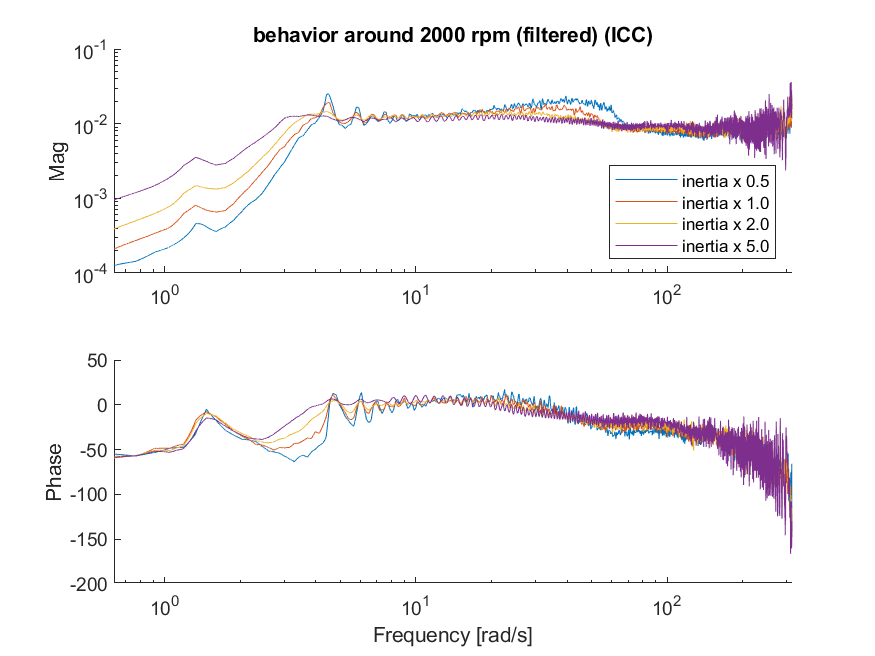 behavior around 2000 rpm (filtered) (ICC)
10^-1
10^-2
10^-3
10^-4
Mag
inertia x 0.5
inertia x 1.0
inertia x 2.0
inertia x 5.0
10^0
10^1
10^2
50
0
-50
-100
-150
-200
Phase
10^0
10^1
10^2
Frequency [rad/s]